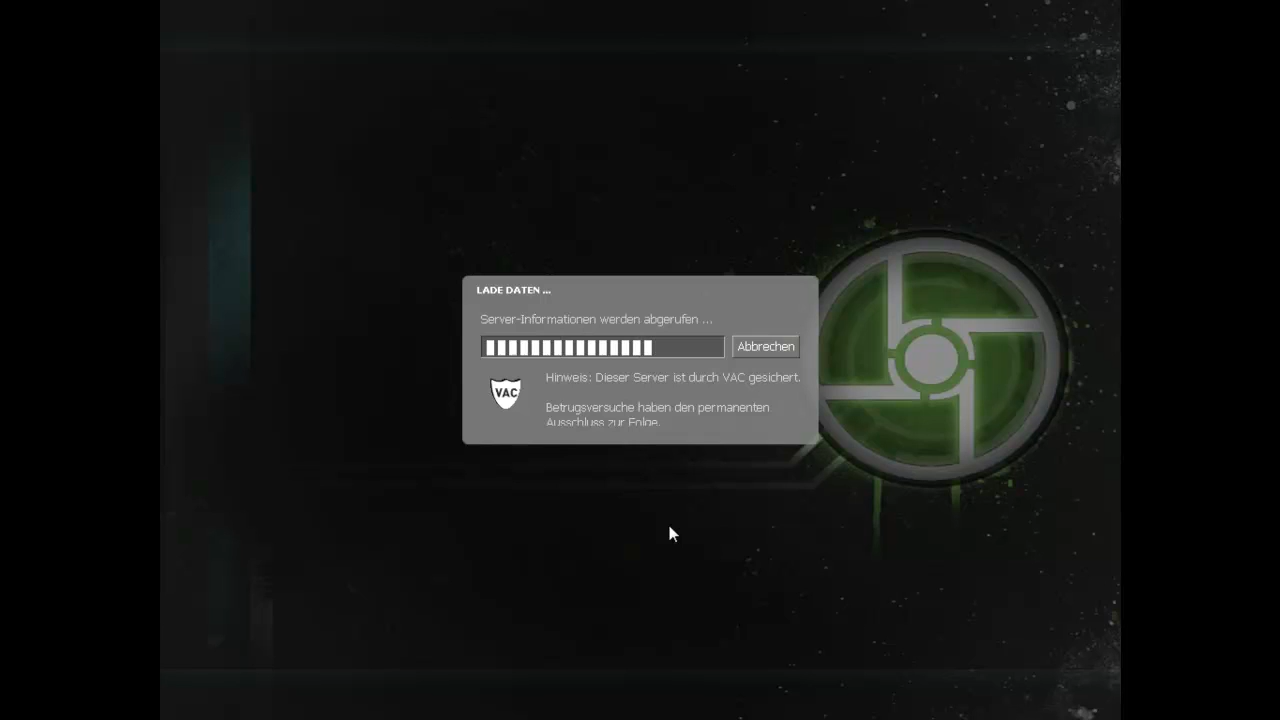 LADE DATEN ...
Server-Informationen werden abgerufen ...
Abbrechen
Hinweis: Dieser Server ist durch VAC gesichert.
VAC
Betrugsversuche haben den permanenten
Ausschluss zur Folge.